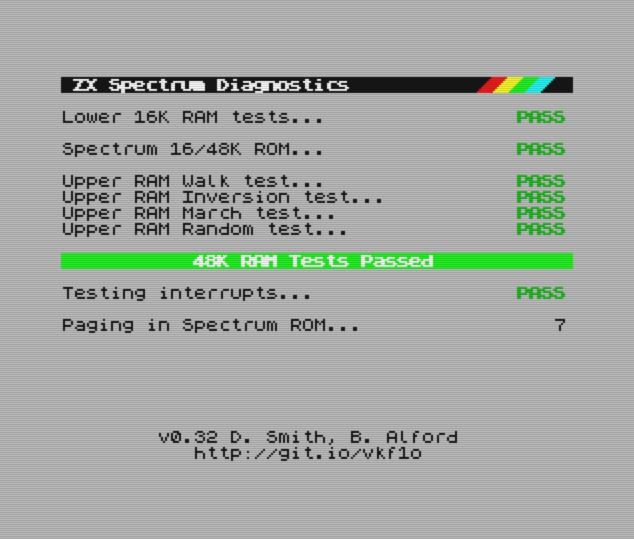 ZX Spectrum Diagnostics
Lower 16K RAM tests... PASS
Spectrum 16/48K ROM... PASS
Upper RAM Walk test... PASS
Upper RAM Inversion test... PASS
Upper RAM March test... PASS
Upper RAM Random test... PASS
48K RAM Tests Passed
Testing interrupts... PASS
Paging in Spectrum ROM... 7
v0.32 D. Smith, B. Alford
http://git.io/vkf1o